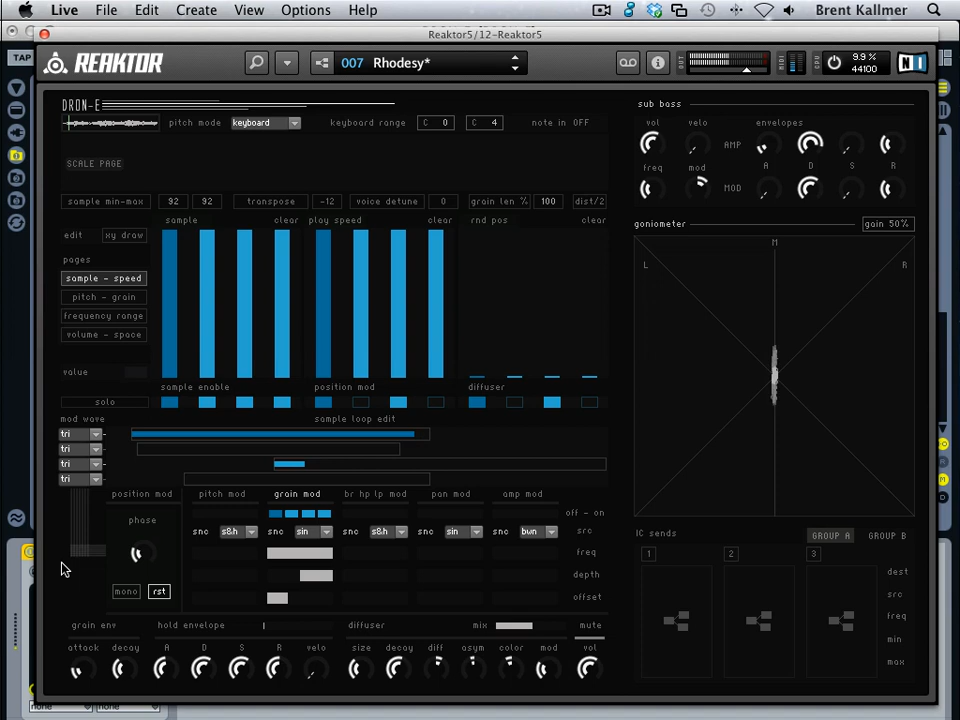 Live File Edit Create View Options Help Brent Kallmer
Reaktor5/12-Reaktor5
TAP
REAKTOR 007 Rhodesy* 9.9 % 44100
OUT MIDI CPU
DRON-E
pitch mode keyboard keyboard range C 0 C 4 note in OFF
SCALE PAGE
sample min-max 92 92 transpose -12 voice detune 0 grain len % 100 dist/2
sample clear play speed clear rnd pos clear
edit xy draw
pages
sample - speed
pitch - grain
frequency range
volume - space
value
sample enable position mod diffuser
solo
mod wave sample loop edit
tri
tri
tri
tri
position mod pitch mod grain mod br hp lp mod pan mod amp mod
off - on
phase
snc s&h snc sin snc s&h snc sin snc bwn src
freq
depth
mono rst
offset
grain env hold envelope diffuser mix mute
attack decay A D S R velo size decay diff asym color mod vol
sub bass
vol velo envelopes
AMP A D S R
freq mod
MOD
goniometer gain 50%
M
L R
IC sends GROUP A GROUP B
1 2 3
dest
src
freq
min
max
none none